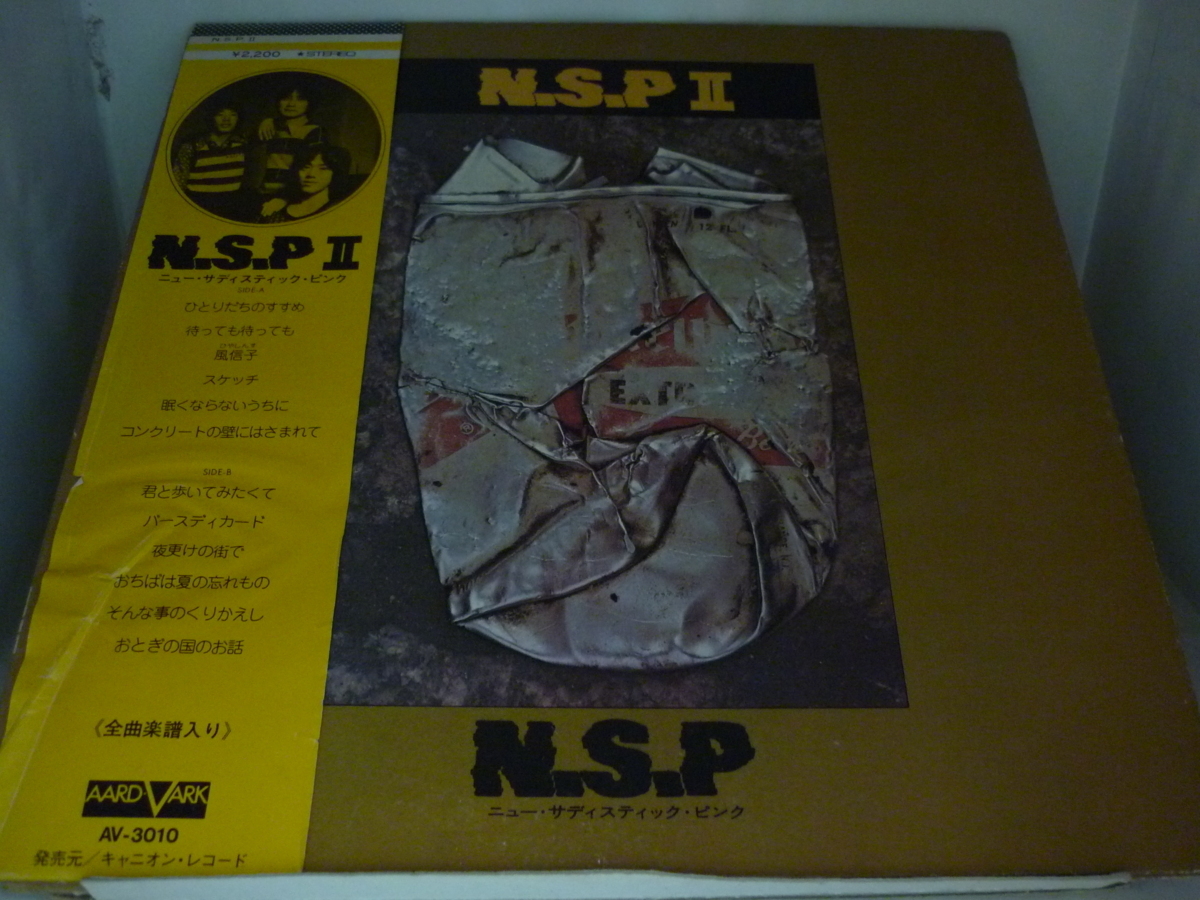 N.S.P II
¥2,200 ●STEREO
N.S.P II
ニュー・サディスティック・ピンク
SIDE-A
ひとりだちのすすめ
待っても待っても
風信子
スケッチ
眠くならないうちに
コンクリートの壁にはさまれて
SIDE-B
君と歩いてみたくて
バースディカード
夜更けの街で
おちばは夏の忘れもの
そんな事のくりかえし
おとぎの国のお話
《全曲楽譜入り》
AARD-VARK
AV-3010
発売元/キャニオン・レコード
N.S.P II
12 FL.
®
N.S.P
ニュー・サディスティック・ピンク